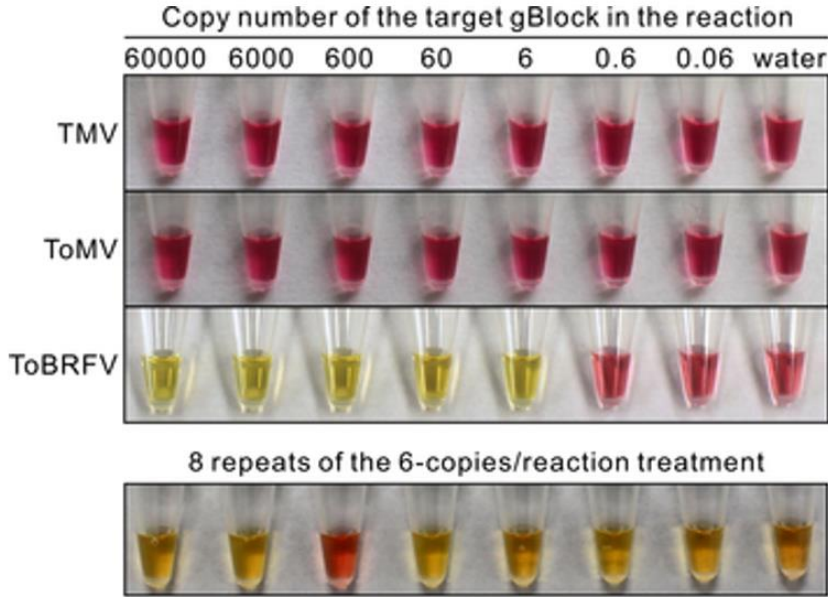 Copy number of the target gBlock in the reaction
60000 6000 600 60 6 0.6 0.06 water
TMV
ToMV
ToBRFV
8 repeats of the 6-copies/reaction treatment